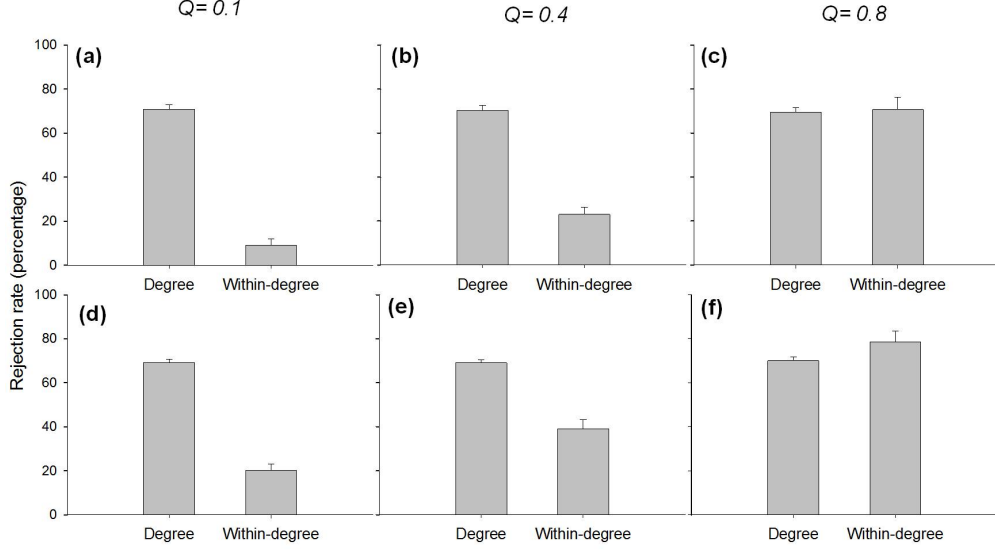 Q= 0.1 Q= 0.4 Q= 0.8
Rejection rate (percentage)
100 (a) (b) (c)
80
60
40
20
0
Degree Within-degree Degree Within-degree Degree Within-degree
100 (d) (e) (f)
80
60
40
20
0
Degree Within-degree Degree Within-degree Degree Within-degree